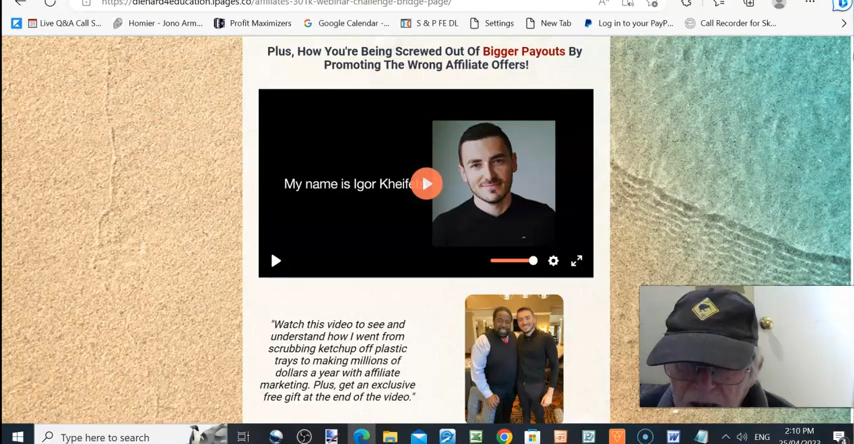 https://diehard4education.lpages.co/affiliates-301k-webinar-challenge-bridge-page/
Live Q&A Call S...
Homier - Jono Arm...
Profit Maximizers
Google Calendar -...
S & P FE DL
Settings
New Tab
Log in to your PayP...
Call Recorder for Sk...
Plus, How You're Being Screwed Out Of Bigger Payouts By
Promoting The Wrong Affiliate Offers!
My name is Igor Kheife
"Watch this video to see and
understand how I went from
scrubbing ketchup off plastic
trays to making millions of
dollars a year with affiliate
marketing. Plus, get an exclusive
free gift at the end of the video."
Type here to search
ENG
2:10 PM
25/04/2023